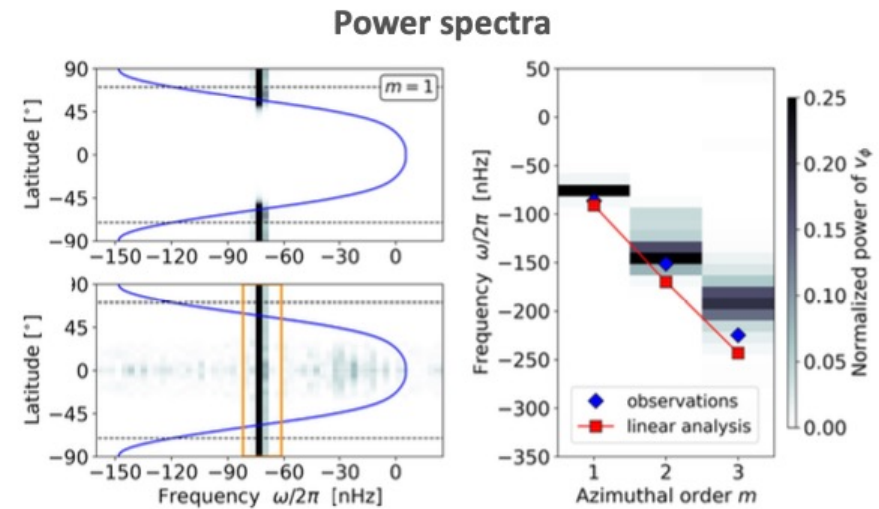 Power spectra
90
45
0
−45
−90
Latitude [°]
m = 1
−150 −120 −90 −60 −30 0
90
45
0
−45
−90
Latitude [°]
−150 −120 −90 −60 −30 0
Frequency ω/2π [nHz]
50
0
−50
−100
−150
−200
−250
−300
−350
Frequency ω/2π [nHz]
observations
linear analysis
1 2 3
Azimuthal order m
0.25
0.20
0.15
0.10
0.05
0.00
Normalized power of vϕ